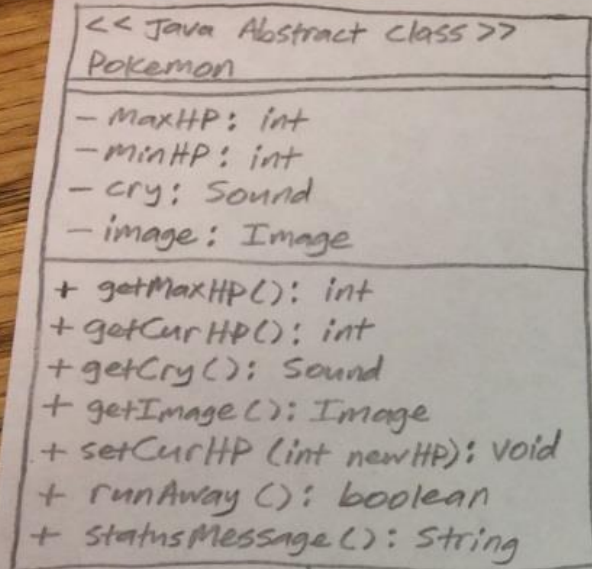 << Java Abstract class >>
Pokemon
- MaxHP: int
- minHP: int
- cry: Sound
- image: Image
+ getMaxHP(): int
+ getCurHP(): int
+ getCry(): Sound
+ getImage(): Image
+ setCurHP (int newHP): void
+ runAway (): boolean
+ statusMessage(): String